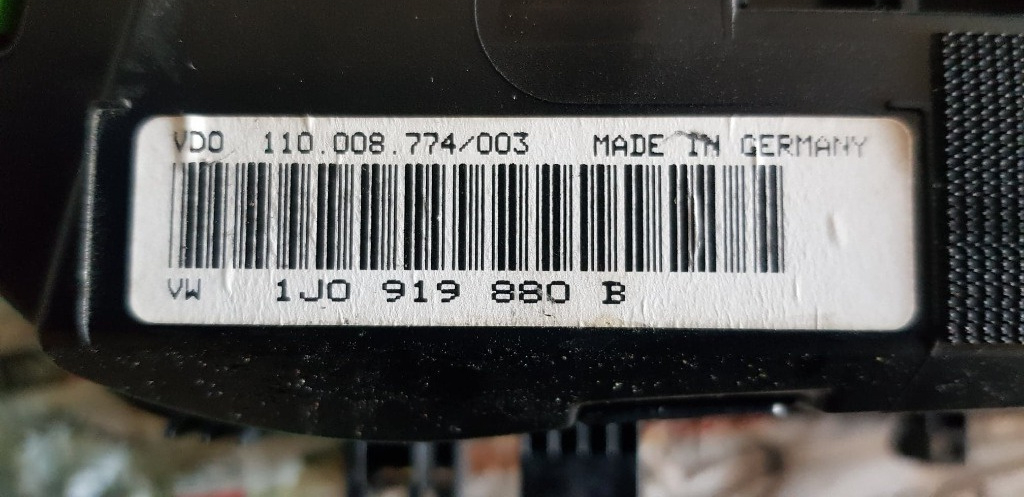 VDO 110.008.774/003 MADE IN GERMANY
VW 1J0 919 880 B